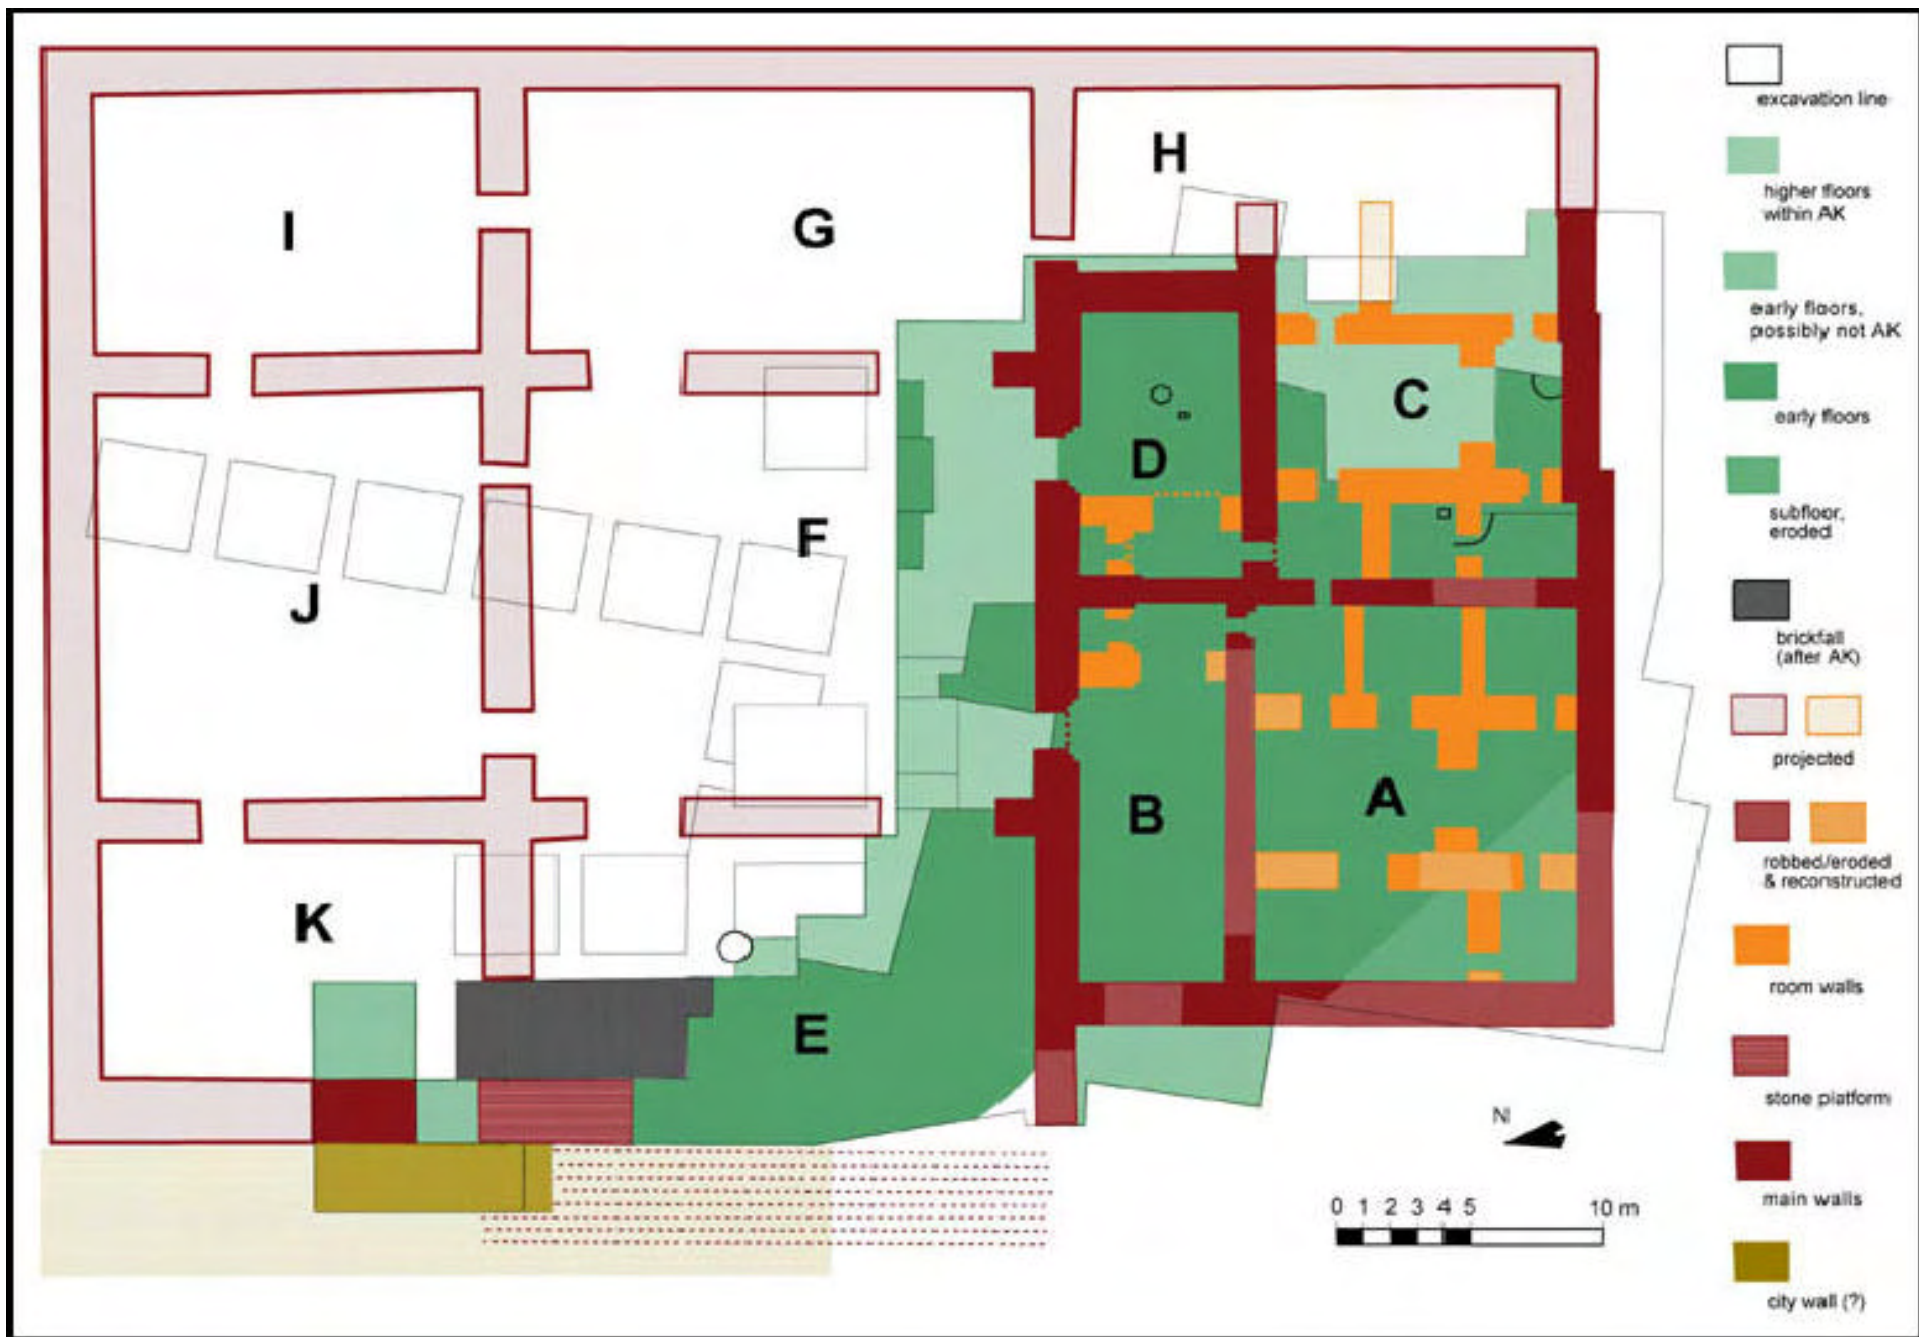 H
I
G
C
D
F
J
A
B
K
E
excavation line
higher floors
within AK
early floors,
possibly not AK
early floors
subfloor,
eroded
brickfall
(after AK)
projected
robbed/eroded
& reconstructed
room walls
stone platform
main walls
city wall (?)
N
0 1 2 3 4 5 10 m